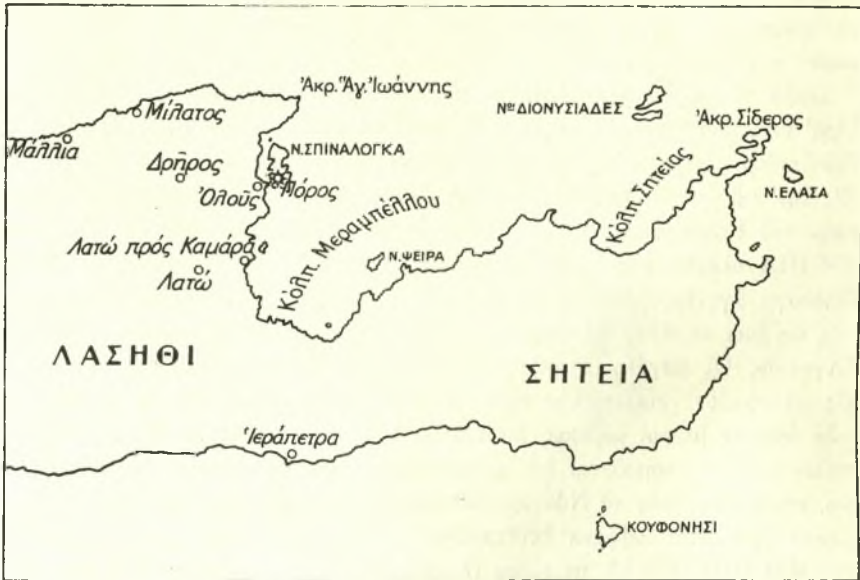 Ἀκρ. Ἅγ. Ἰωάννης
Μίλατος
Νοι ΔΙΟΝΥΣΙΑΔΕΣ
Ἀκρ. Σίδερος
Μάλλια
Ν. ΣΠΙΝΑΛΟΓΚΑ
Δρῆρος
Πόρος
Ὀλοῦς
Ν. ΕΛΑΣΑ
Κόλπ. Σητείας
Κόλπ. Μεραμπέλλου
Λατὼ πρὸς Καμάρᾳ
Ν. ΨΕΙΡΑ
Λατώ
ΛΑΣΗΘΙ
ΣΗΤΕΙΑ
Ἱεράπετρα
ΚΟΥΦΟΝΗΣΙ